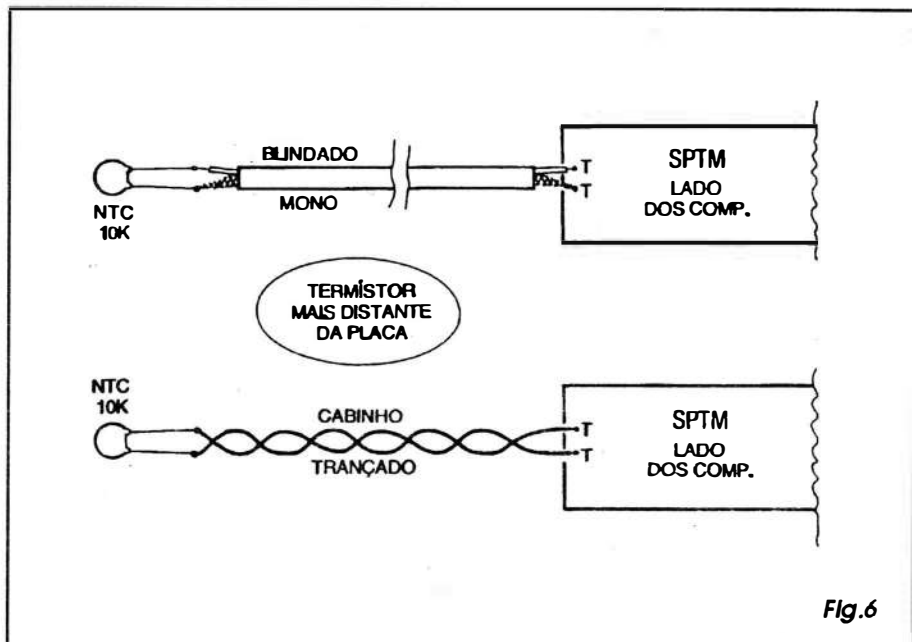 BLINDADO
MONO
NTC
10K
T
T
SPTM
LADO
DOS COMP.
TERMÍSTOR
MAIS DISTANTE
DA PLACA
NTC
10K
CABINHO
TRANÇADO
T
T
SPTM
LADO
DOS COMP.
Fig.6